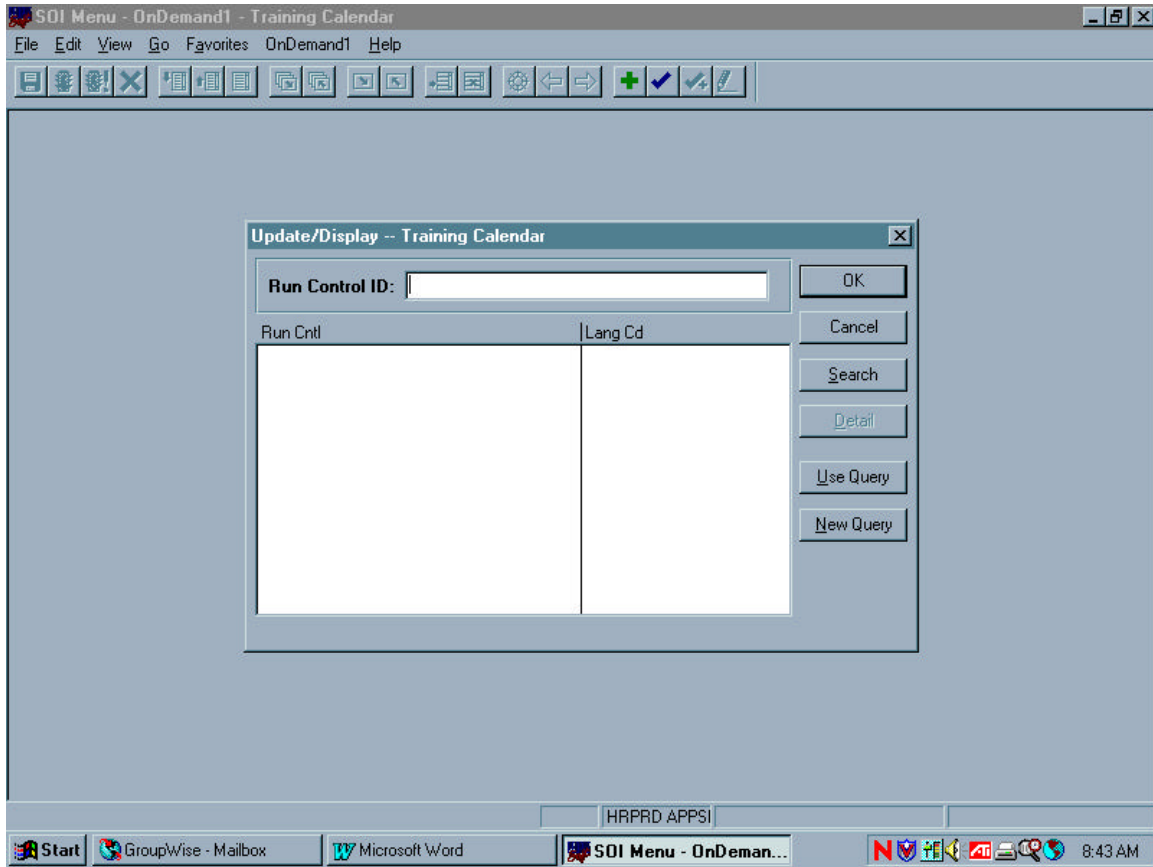 SOI Menu - OnDemand1 - Training Calendar
File Edit View Go Favorites OnDemand1 Help
Update/Display -- Training Calendar
Run Control ID:
OK
Run Cntl
Lang Cd
Cancel
Search
Detail
Use Query
New Query
HRPRD APPSI
Start
GroupWise - Mailbox
Microsoft Word
SOI Menu - OnDeman...
8:43 AM